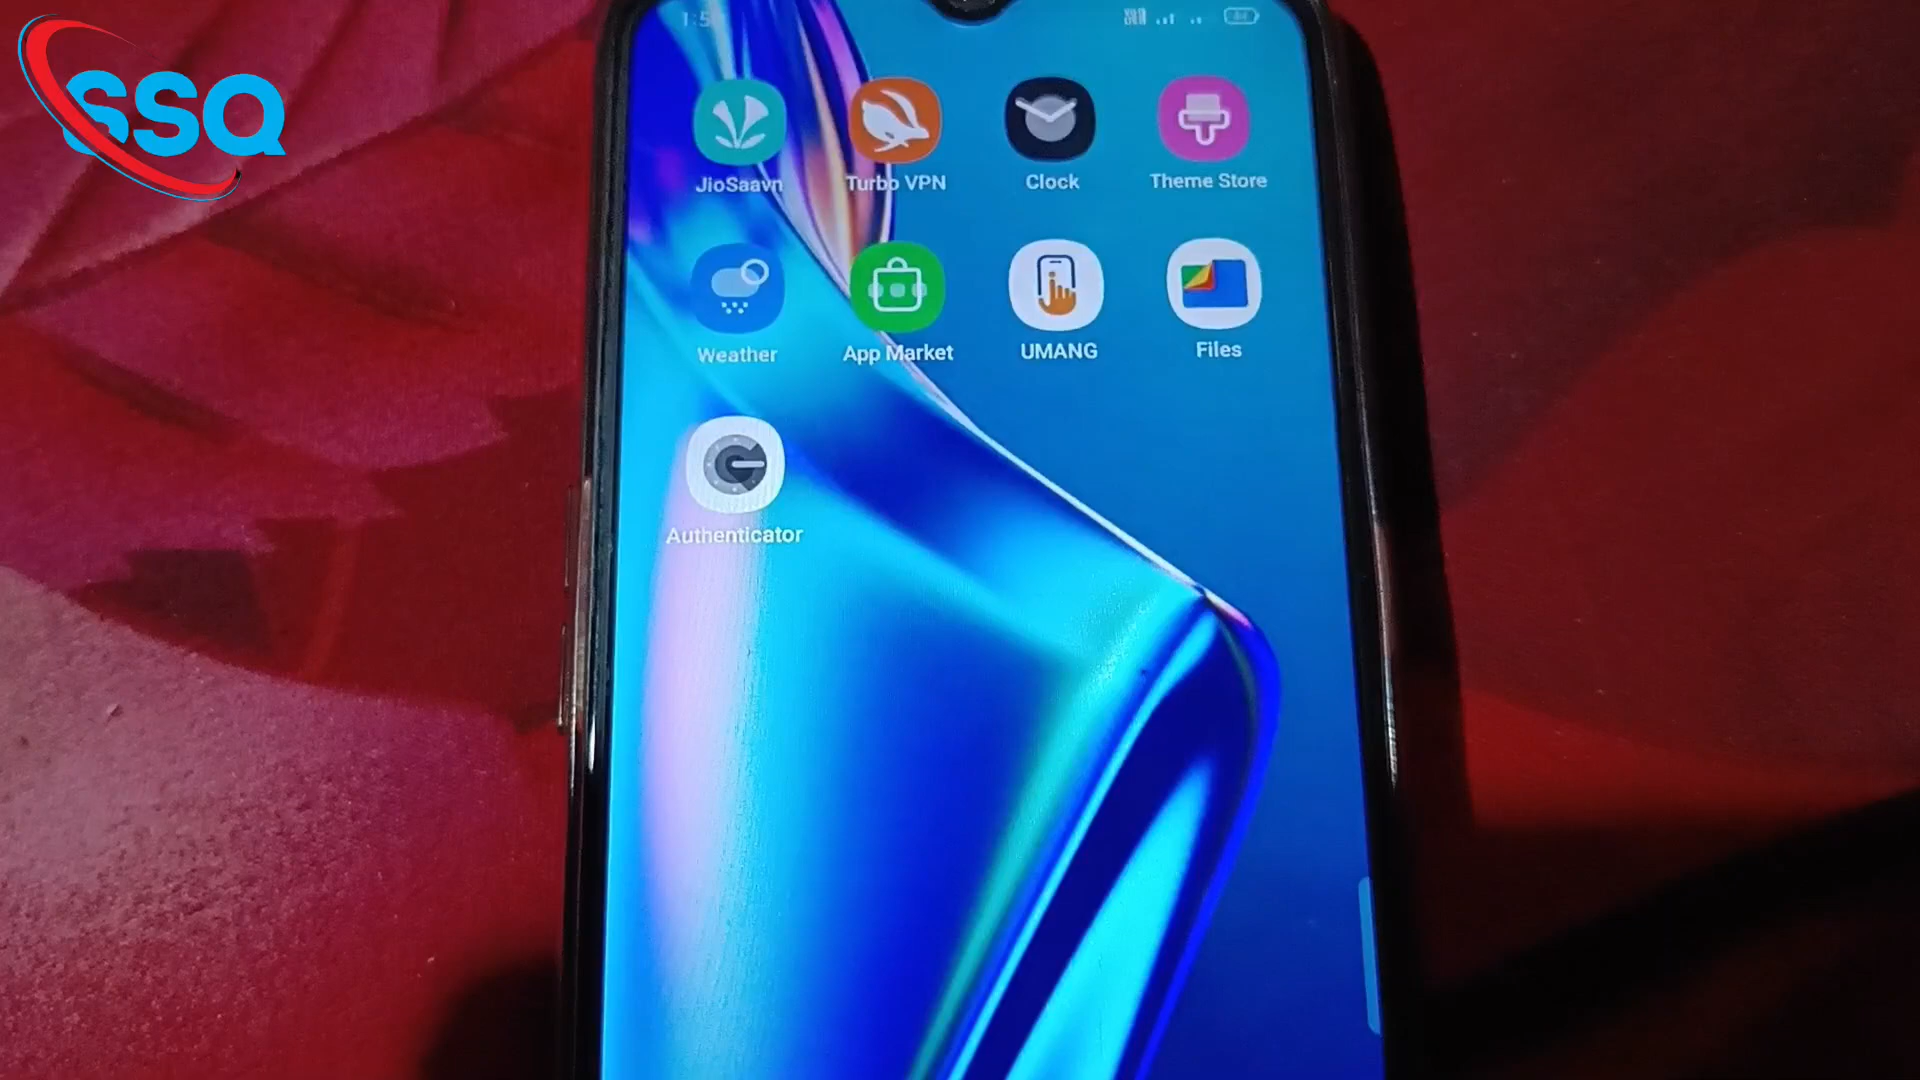 SSQ
JioSaavn
Turbo VPN
Clock
Theme Store
Weather
App Market
UMANG
Files
Authenticator